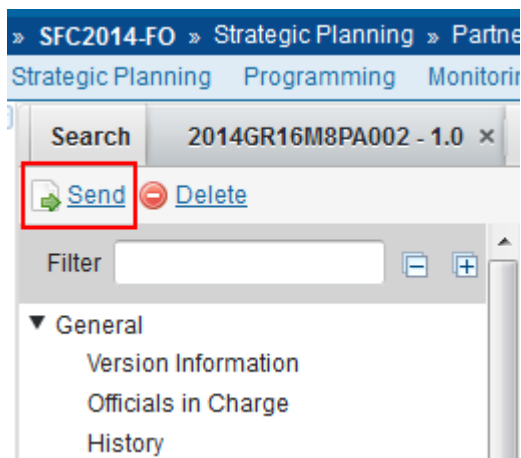 » SFC2014-FO » Strategic Planning » Partne
Strategic Planning Programming Monitorin
Search 2014GR16M8PA002 - 1.0 ×
Send Delete
Filter
▼ General
Version Information
Officials in Charge
History